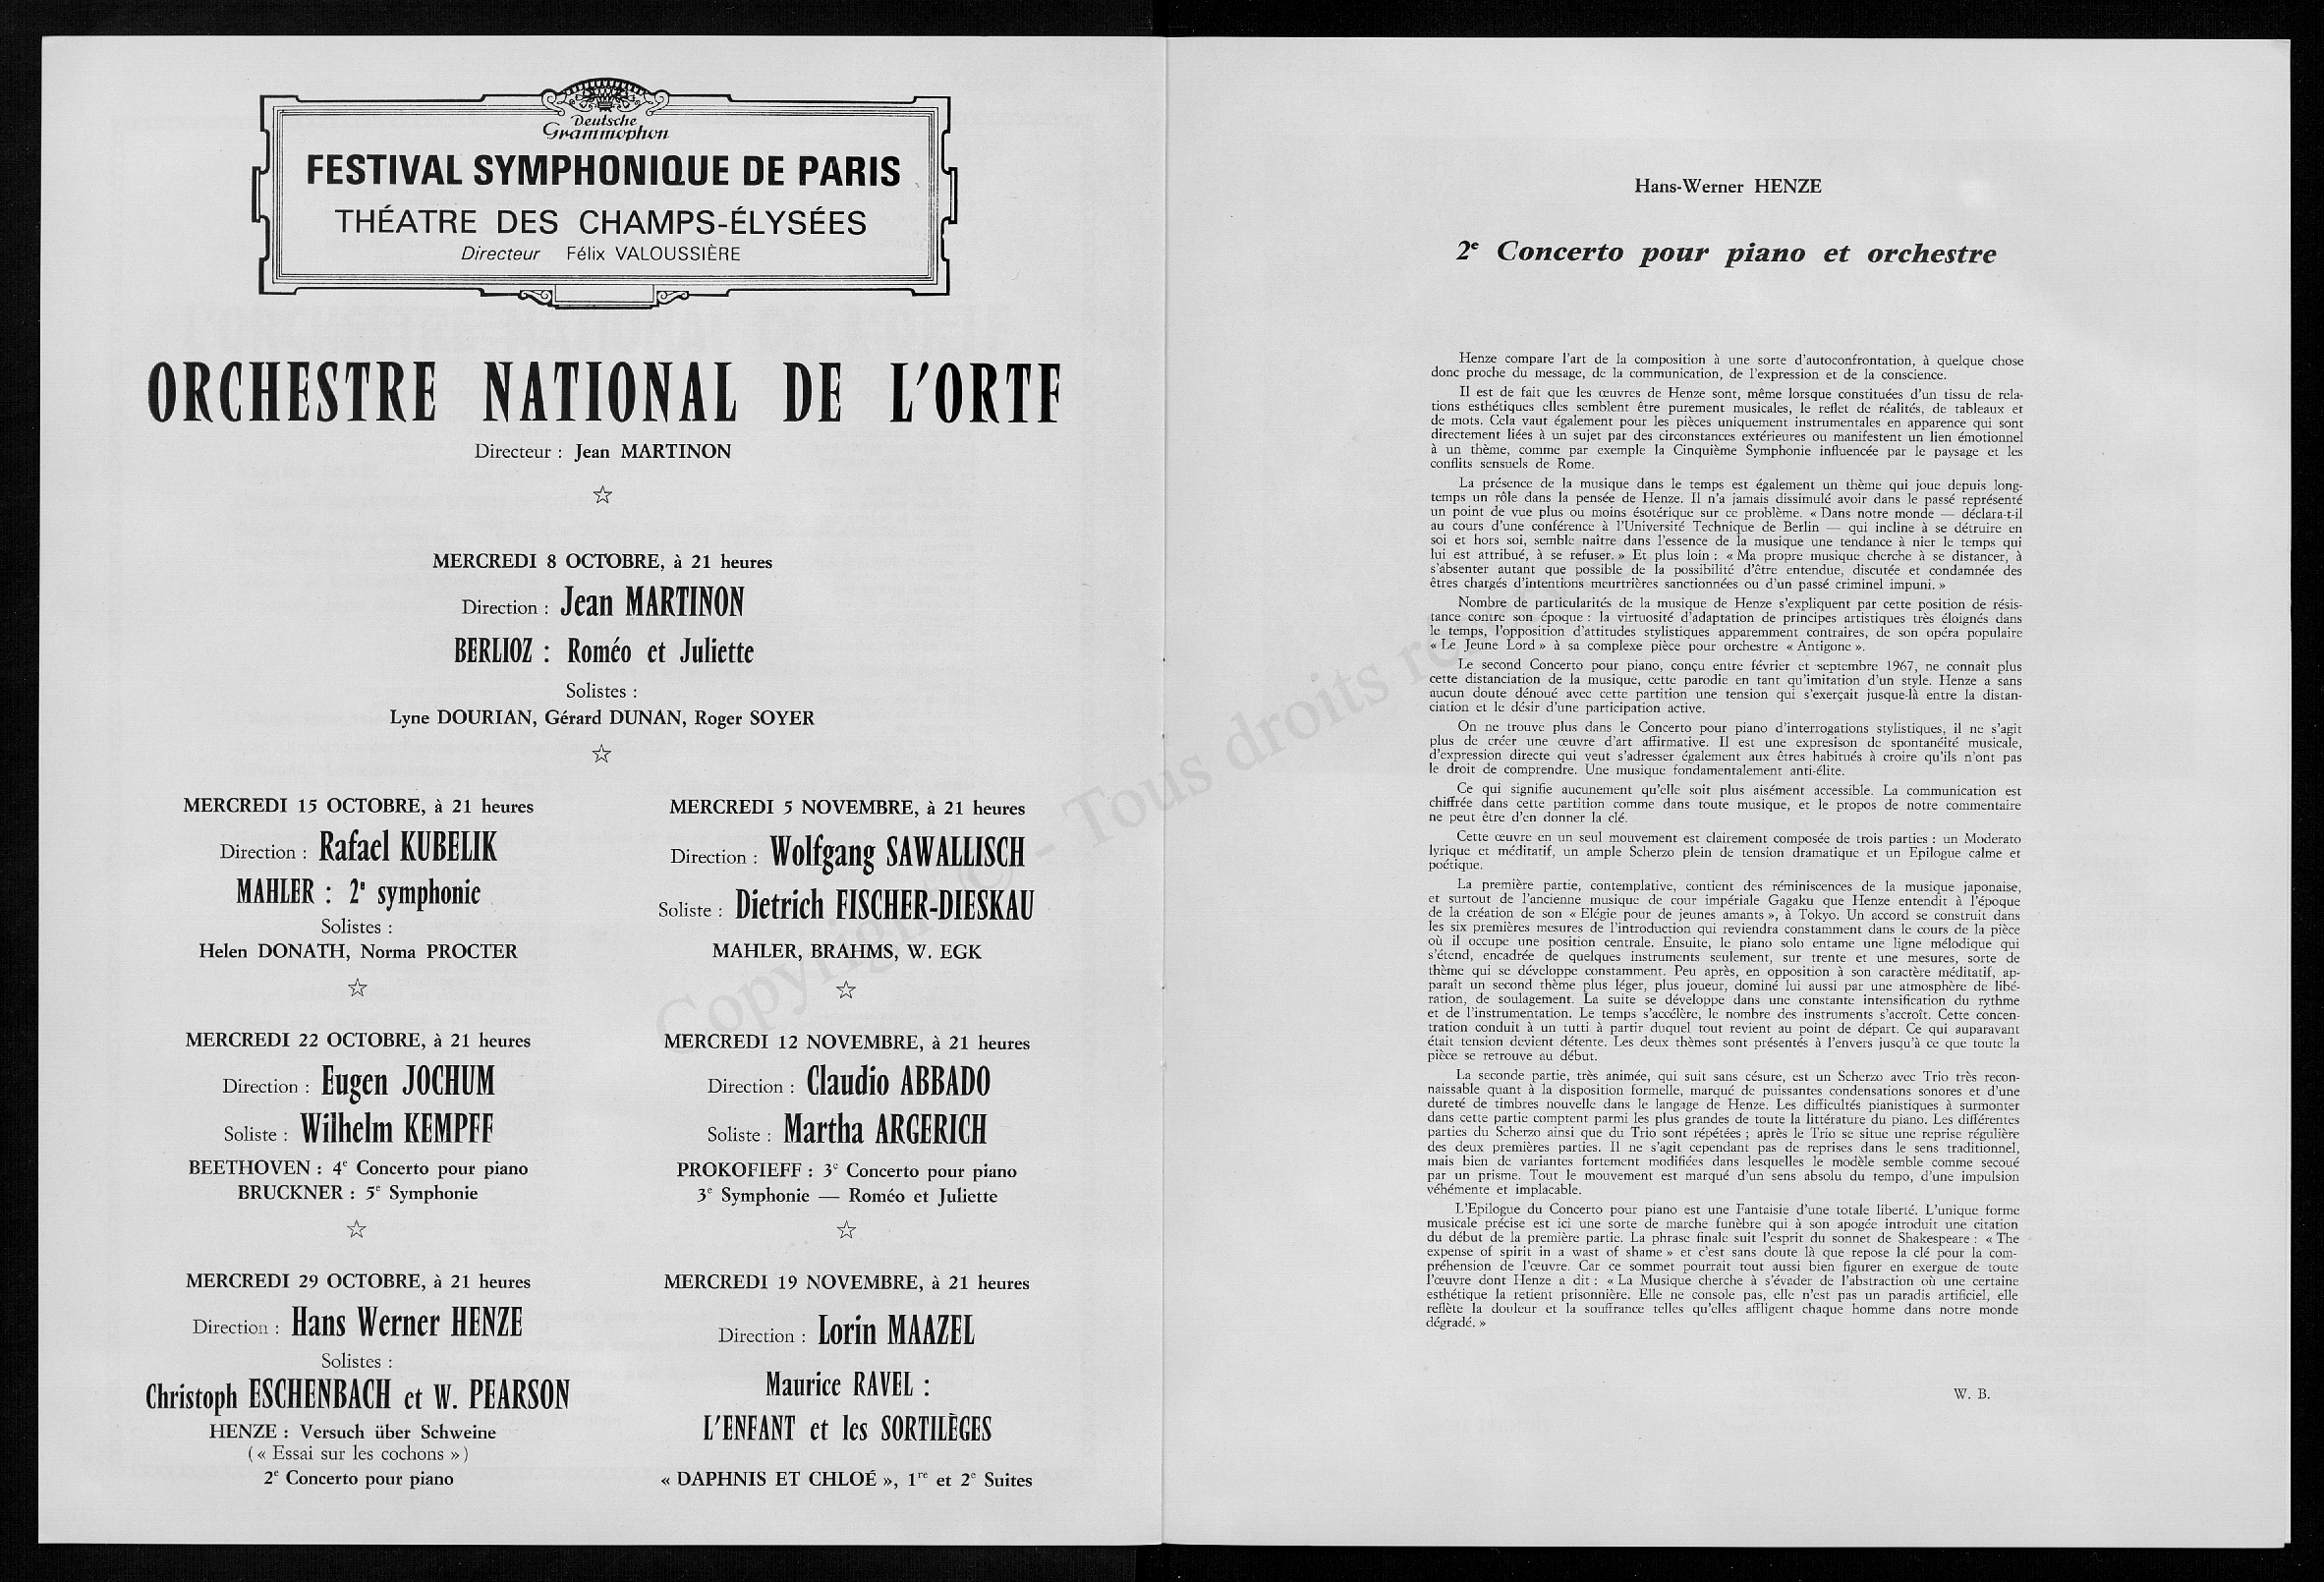 Deutsche
Grammophon
FESTIVAL SYMPHONIQUE DE PARIS
THÉATRE DES CHAMPS-ÉLYSÉES
Directeur Félix VALOUSSIÈRE
ORCHESTRE NATIONAL DE L'ORTF
Directeur : Jean MARTINON
MERCREDI 8 OCTOBRE, à 21 heures
Direction : Jean MARTINON
BERLIOZ : Roméo et Juliette
Solistes :
Lyne DOURIAN, Gérard DUNAN, Roger SOYER
MERCREDI 15 OCTOBRE, à 21 heures
Direction : Rafael KUBELIK
MAHLER : 2e symphonie
Solistes :
Helen DONATH, Norma PROCTER
MERCREDI 22 OCTOBRE, à 21 heures
Direction : Eugen JOCHUM
Soliste : Wilhelm KEMPFF
BEETHOVEN : 4e Concerto pour piano
BRUCKNER : 5e Symphonie
MERCREDI 29 OCTOBRE, à 21 heures
Direction : Hans Werner HENZE
Solistes :
Christoph ESCHENBACH et W. PEARSON
HENZE : Versuch über Schweine
(« Essai sur les cochons »)
2e Concerto pour piano
MERCREDI 5 NOVEMBRE, à 21 heures
Direction : Wolfgang SAWALLISCH
Soliste : Dietrich FISCHER-DIESKAU
MAHLER, BRAHMS, W. EGK
MERCREDI 12 NOVEMBRE, à 21 heures
Direction : Claudio ABBADO
Soliste : Martha ARGERICH
PROKOFIEFF : 3e Concerto pour piano
3e Symphonie — Roméo et Juliette
MERCREDI 19 NOVEMBRE, à 21 heures
Direction : Lorin MAAZEL
Maurice RAVEL :
L'ENFANT et les SORTILÈGES
« DAPHNIS ET CHLOÉ », 1re et 2e Suites
Hans-Werner HENZE
2e Concerto pour piano et orchestre
Henze compare l'art de la composition à une sorte d'autoconfrontation, à quelque chose
donc proche du message, de la communication, de l'expression et de la conscience.
Il est de fait que les œuvres de Henze sont, même lorsque constituées d'un tissu de rela-
tions esthétiques elles semblent être purement musicales, le reflet de réalités, de tableaux et
de mots. Cela vaut également pour les pièces uniquement instrumentales en apparence qui sont
directement liées à un sujet par des circonstances extérieures ou manifestent un lien émotionnel
à un thème, comme par exemple la Cinquième Symphonie influencée par le paysage et les
conflits sensuels de Rome.
La présence de la musique dans le temps est également un thème qui joue depuis long-
temps un rôle dans la pensée de Henze. Il n'a jamais dissimulé avoir dans le passé représenté
un point de vue plus ou moins ésotérique sur ce problème. « Dans notre monde — déclara-t-il
au cours d'une conférence à l'Université Technique de Berlin — qui incline à se détruire en
soi et hors soi, semble naître dans l'essence de la musique une tendance à nier le temps qui
lui est attribué, à se refuser. » Et plus loin : « Ma propre musique cherche à se distancer, à
s'absenter autant que possible de la possibilité d'être entendue, discutée et condamnée des
êtres chargés d'intentions meurtrières sanctionnées ou d'un passé criminel impuni. »
Nombre de particularités de la musique de Henze s'expliquent par cette position de résis-
tance contre son époque : la virtuosité d'adaptation de principes artistiques très éloignés dans
le temps, l'opposition d'attitudes stylistiques apparemment contraires, de son opéra populaire
« Le Jeune Lord » à sa complexe pièce pour orchestre « Antigone ».
Le second Concerto pour piano, conçu entre février et septembre 1967, ne connaît plus
cette distanciation de la musique, cette parodie en tant qu'imitation d'un style. Henze a sans
aucun doute dénoué avec cette partition une tension qui s'exerçait jusque-là entre la distan-
ciation et le désir d'une participation active.
On ne trouve plus dans le Concerto pour piano d'interrogations stylistiques, il ne s'agit
plus de créer une œuvre d'art affirmative. Il est une expresison de spontanéité musicale,
d'expression directe qui veut s'adresser également aux êtres habitués à croire qu'ils n'ont pas
le droit de comprendre. Une musique fondamentalement anti-élite.
Ce qui signifie aucunement qu'elle soit plus aisément accessible. La communication est
chiffrée dans cette partition comme dans toute musique, et le propos de notre commentaire
ne peut être d'en donner la clé.
Cette œuvre en un seul mouvement est clairement composée de trois parties : un Moderato
lyrique et méditatif, un ample Scherzo plein de tension dramatique et un Epilogue calme et
poétique.
La première partie, contemplative, contient des réminiscences de la musique japonaise,
et surtout de l'ancienne musique de cour impériale Gagaku que Henze entendit à l'époque
de la création de son « Elégie pour de jeunes amants », à Tokyo. Un accord se construit dans
les six premières mesures de l'introduction qui reviendra constamment dans le cours de la pièce
où il occupe une position centrale. Ensuite, le piano solo entame une ligne mélodique qui
s'étend, encadrée de quelques instruments seulement, sur trente et une mesures, sorte de
thème qui se développe constamment. Peu après, en opposition à son caractère méditatif, ap-
paraît un second thème plus léger, plus joueur, dominé lui aussi par une atmosphère de libé-
ration, de soulagement. La suite se développe dans une constante intensification du rythme
et de l'instrumentation. Le temps s'accélère, le nombre des instruments s'accroît. Cette concen-
tration conduit à un tutti à partir duquel tout revient au point de départ. Ce qui auparavant
était tension devient détente. Les deux thèmes sont présentés à l'envers jusqu'à ce que toute la
pièce se retrouve au début.
La seconde partie, très animée, qui suit sans césure, est un Scherzo avec Trio très recon-
naissable quant à la disposition formelle, marqué de puissantes condensations sonores et d'une
dureté de timbres nouvelle dans le langage de Henze. Les difficultés pianistiques à surmonter
dans cette partie comptent parmi les plus grandes de toute la littérature du piano. Les différentes
parties du Scherzo ainsi que du Trio sont répétées ; après le Trio se situe une reprise régulière
des deux premières parties. Il ne s'agit cependant pas de reprises dans le sens traditionnel,
mais bien de variantes fortement modifiées dans lesquelles le modèle semble comme secoué
par un prisme. Tout le mouvement est marqué d'un sens absolu du tempo, d'une impulsion
véhémente et implacable.
L'Epilogue du Concerto pour piano est une Fantaisie d'une totale liberté. L'unique forme
musicale précise est ici une sorte de marche funèbre qui à son apogée introduit une citation
du début de la première partie. La phrase finale suit l'esprit du sonnet de Shakespeare : « The
expense of spirit in a wast of shame » et c'est sans doute là que repose la clé pour la com-
préhension de l'œuvre. Car ce sommet pourrait tout aussi bien figurer en exergue de toute
l'œuvre dont Henze a dit : « La Musique cherche à s'évader de l'abstraction où une certaine
esthétique la retient prisonnière. Elle ne console pas, elle n'est pas un paradis artificiel, elle
reflète la douleur et la souffrance telles qu'elles affligent chaque homme dans notre monde
dégradé. »
W. B.
Copyright © - Tous droits